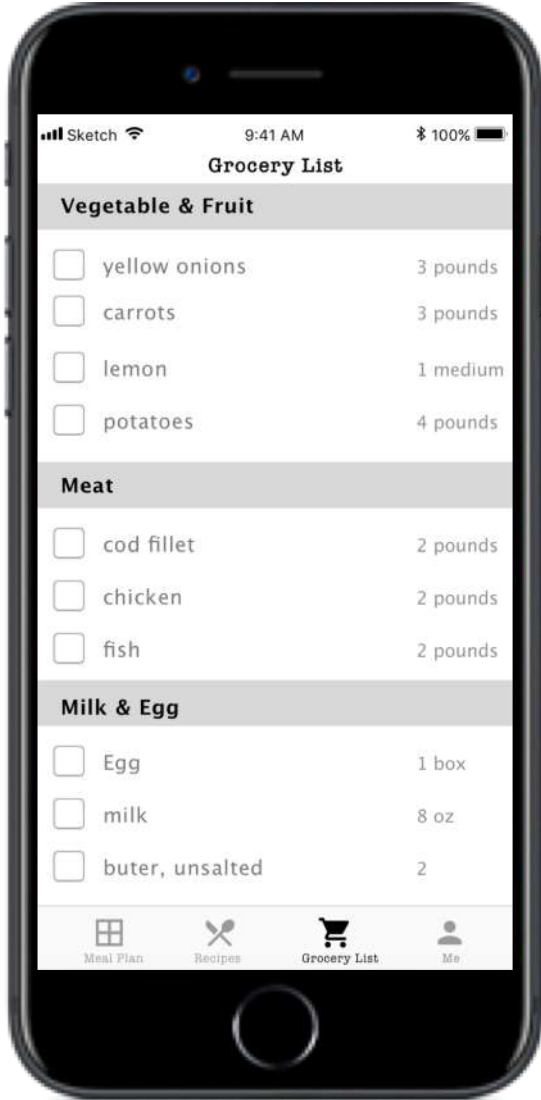 Sketch 9:41 AM 100%
Grocery List
Vegetable & Fruit
yellow onions 3 pounds
carrots 3 pounds
lemon 1 medium
potatoes 4 pounds
Meat
cod fillet 2 pounds
chicken 2 pounds
fish 2 pounds
Milk & Egg
Egg 1 box
milk 8 oz
buter, unsalted 2
Meal Plan Recipes Grocery List Me